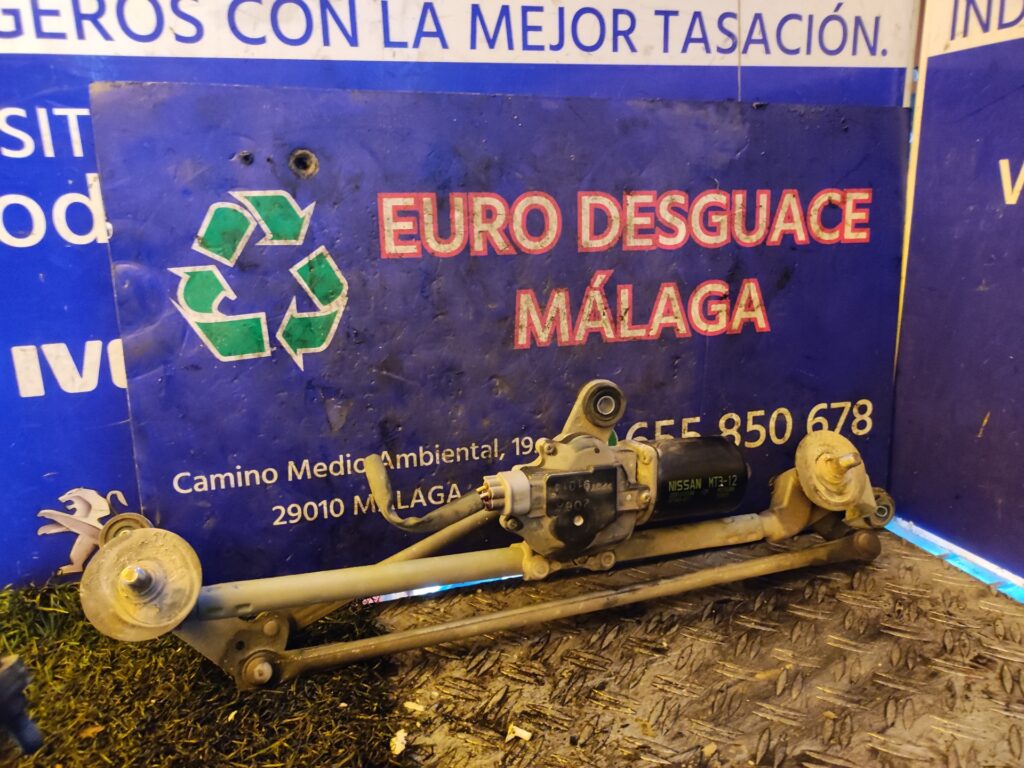 GEROS CON LA MEJOR TASACIÓN.
IND
SIT
od
IV
EURO DESGUACE
MÁLAGA
655 850 678
Camino Medio Ambiental, 19
29010 MÁLAGA
NISSAN MT3-12